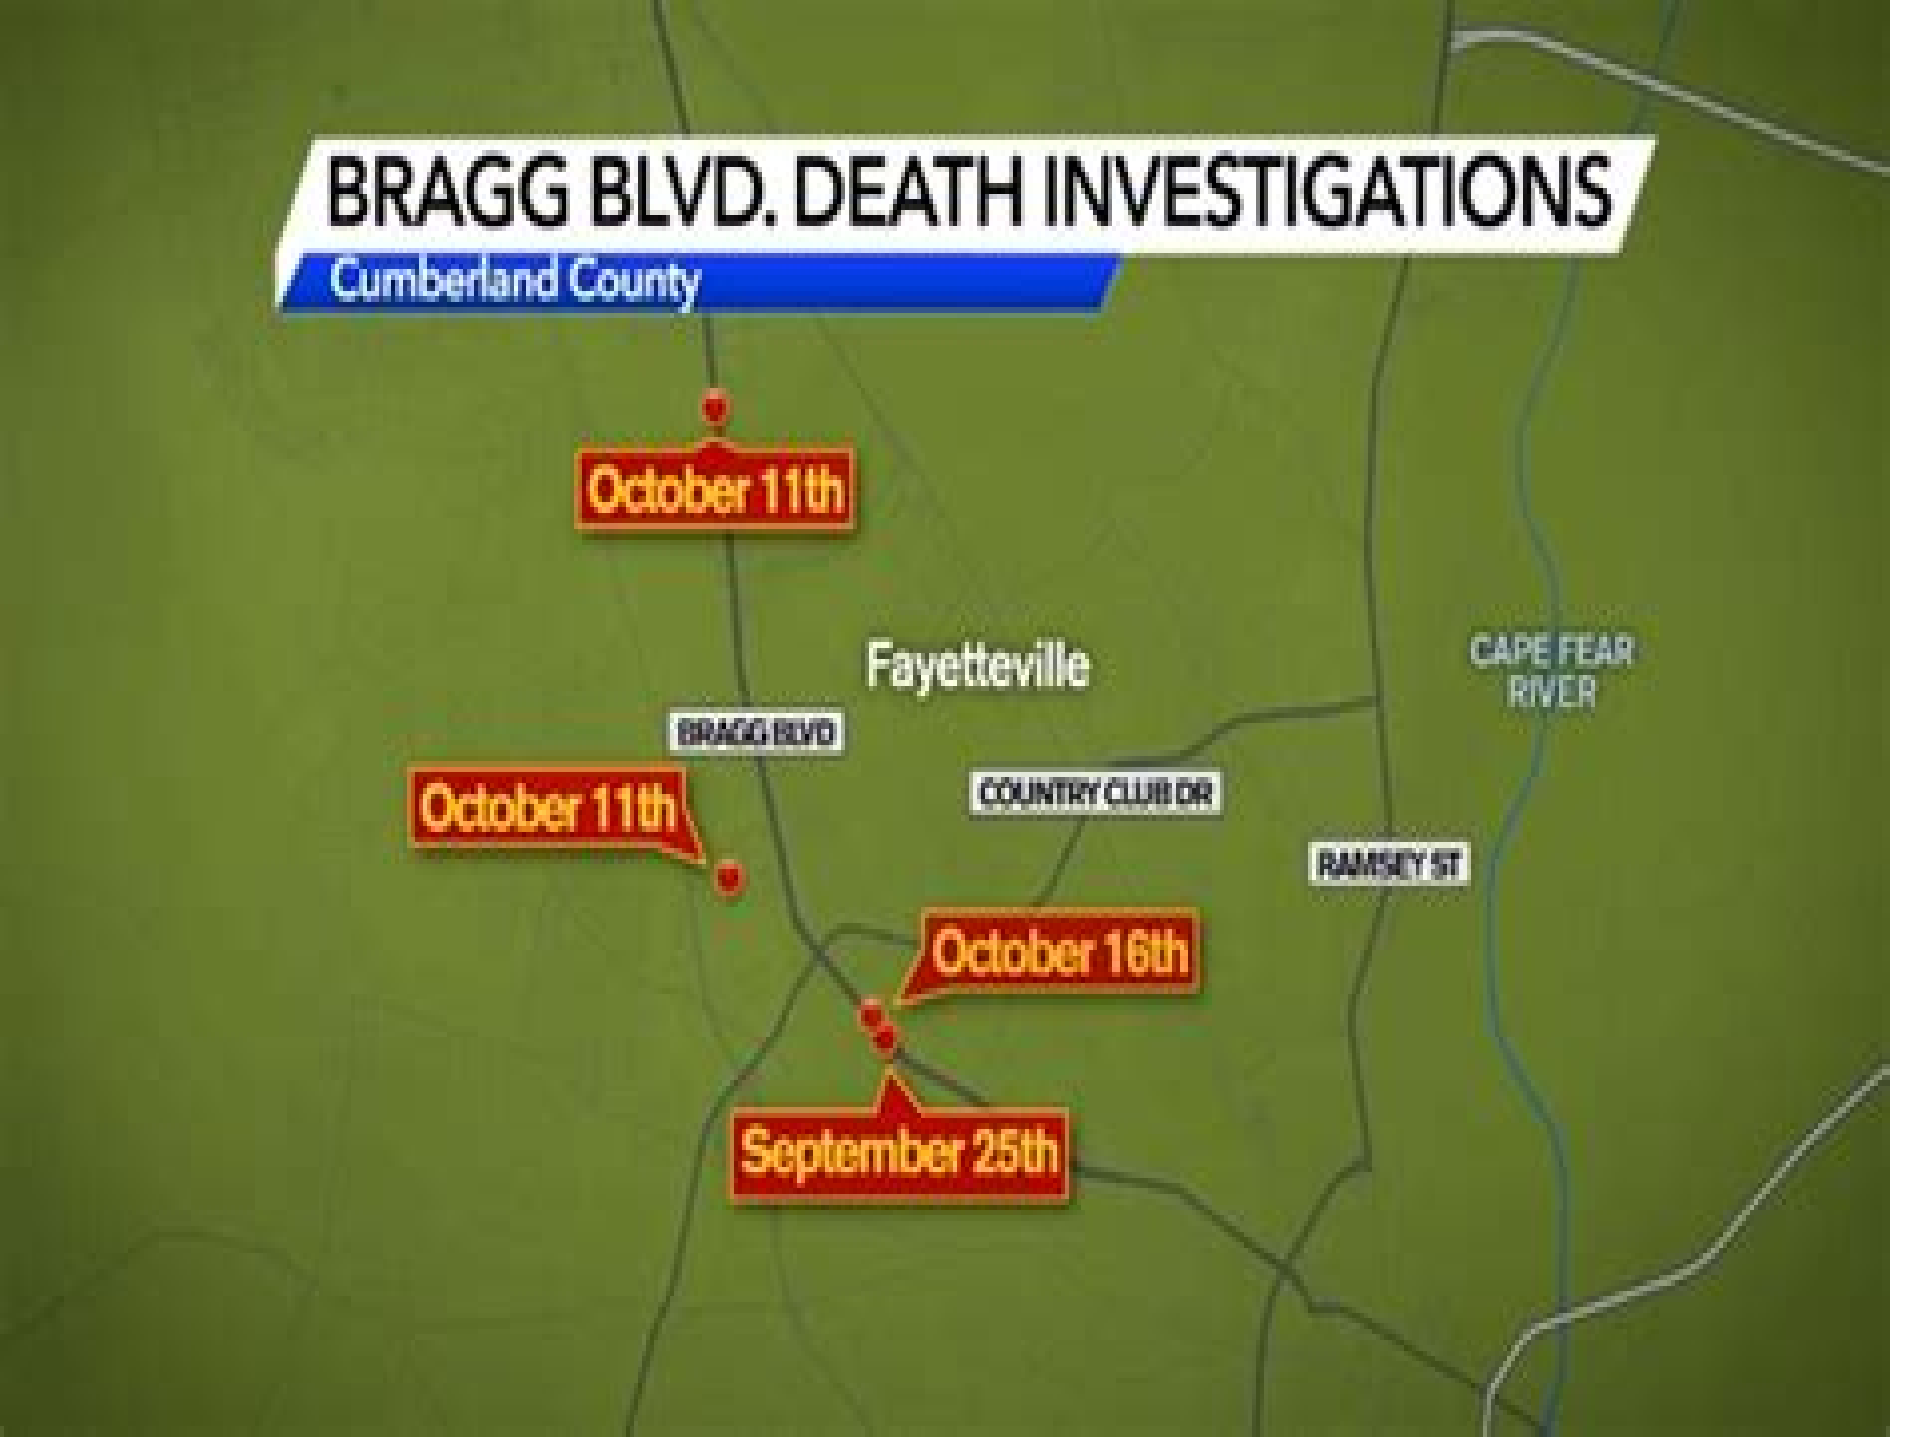 BRAGG BLVD. DEATH INVESTIGATIONS
Cumberland County
October 11th
Fayetteville
CAPE FEAR
RIVER
BRAGG BLVD
October 11th
COUNTRY CLUB DR
RAMSEY ST
October 16th
September 25th